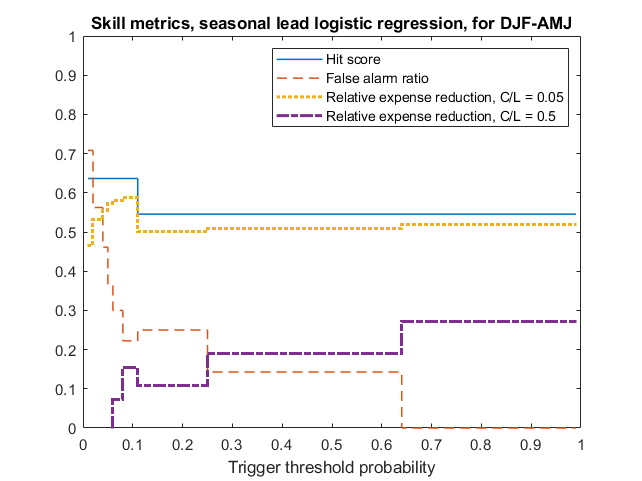 Skill metrics, seasonal lead logistic regression, for DJF-AMJ
Hit score
False alarm ratio
Relative expense reduction, C/L = 0.05
Relative expense reduction, C/L = 0.5
1
0.9
0.8
0.7
0.6
0.5
0.4
0.3
0.2
0.1
0
0 0.1 0.2 0.3 0.4 0.5 0.6 0.7 0.8 0.9 1
Trigger threshold probability